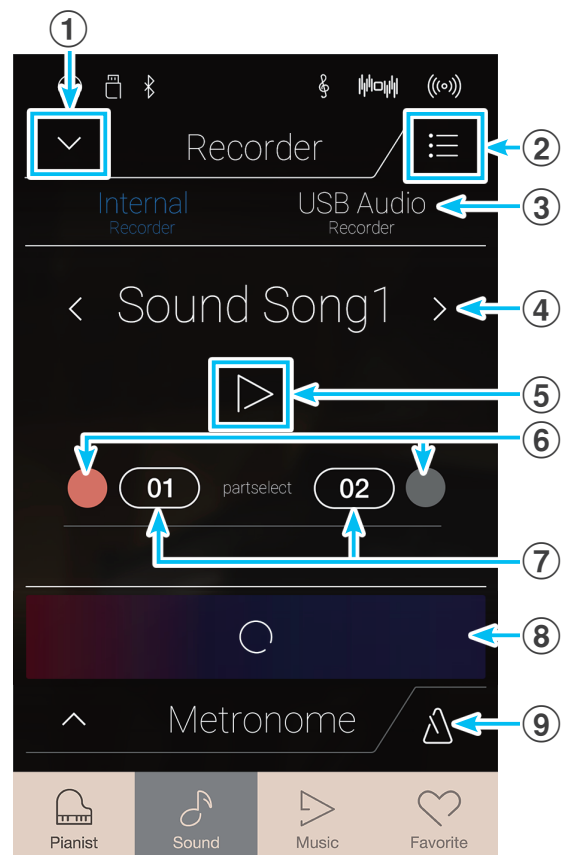 ①
Recorder
②
Internal USB Audio
③
Recorder Recorder
Sound Song1
④
⑤
⑥
01 partselect 02
⑦
⑧
Metronome
⑨
Pianist Sound Music Favorite